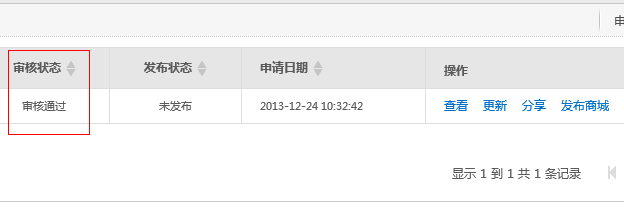 申
审核状态 发布状态 申请日期 操作
审核通过 未发布 2013-12-24 10:32:42 查看 更新 分享 发布商城
显示 1 到 1 共 1 条记录